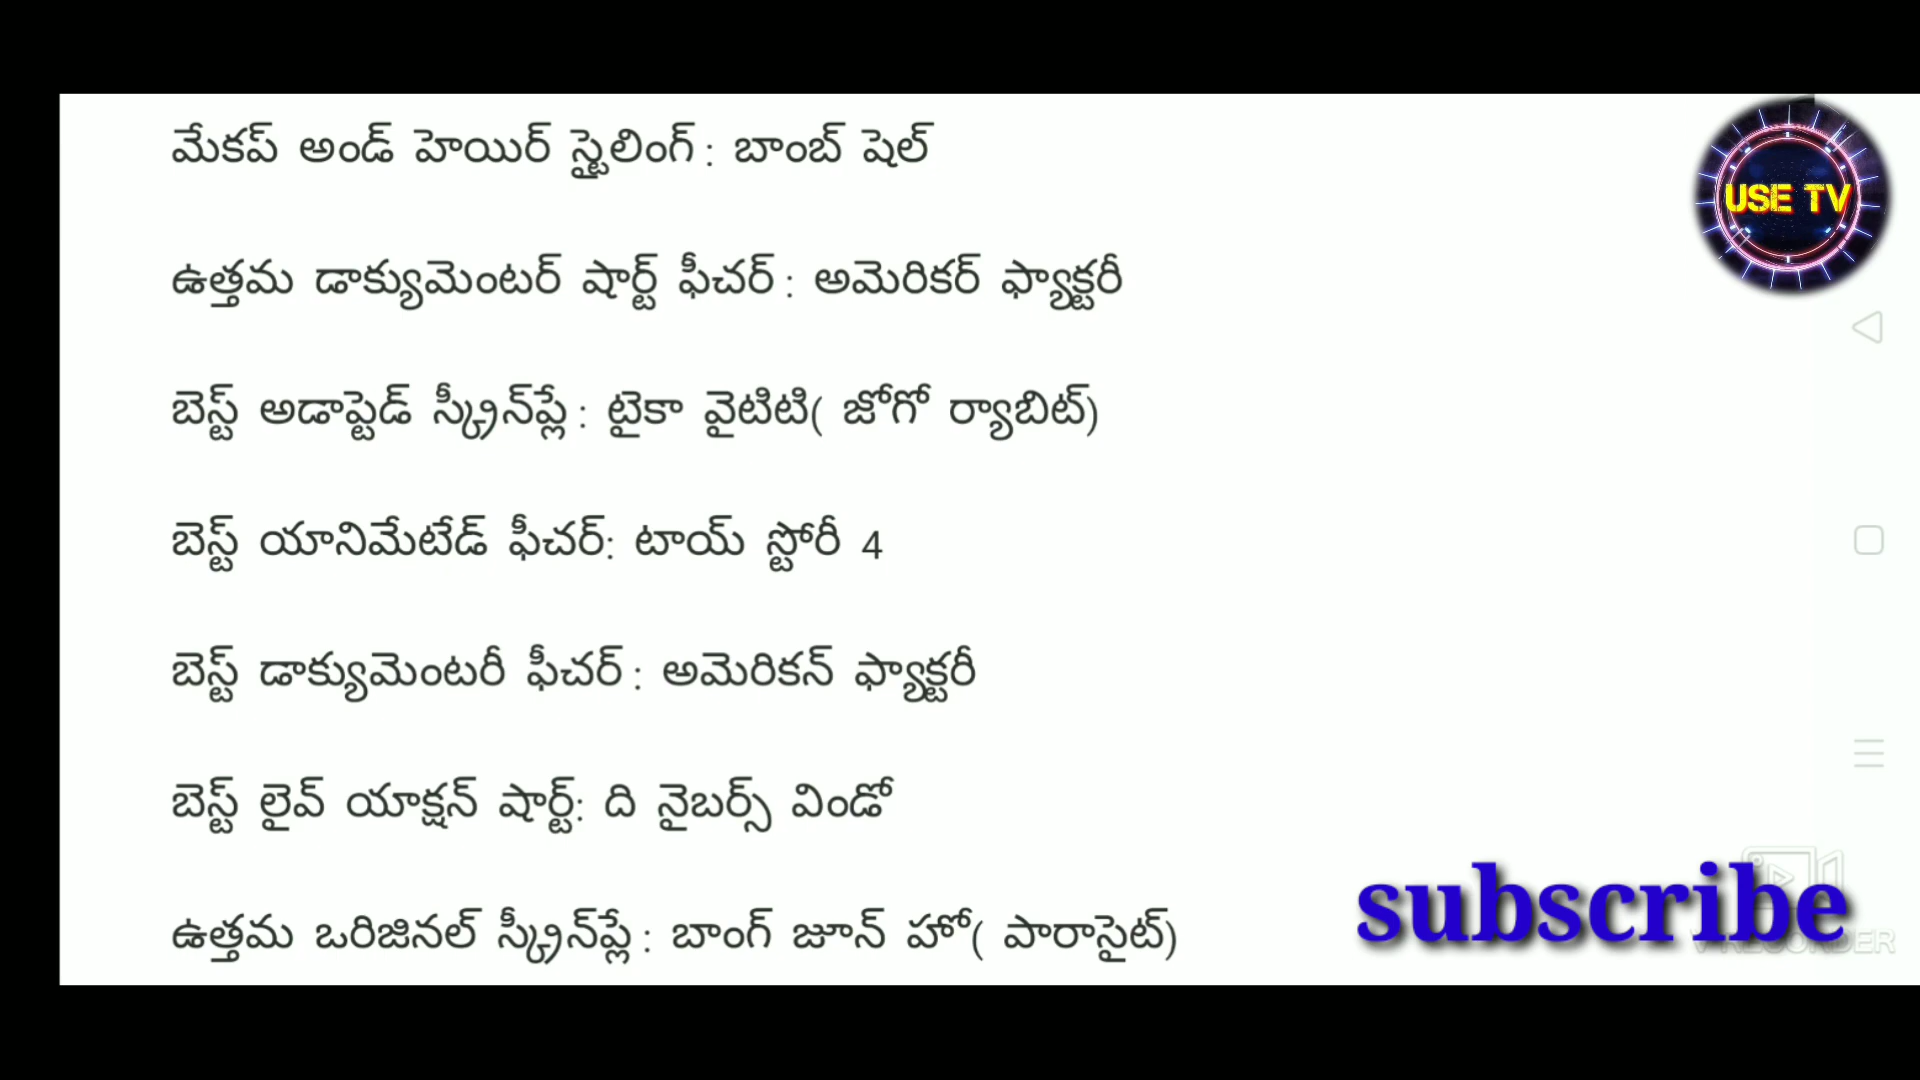 మేకప్ అండ్ హెయిర్ స్టైలింగ్ : బాంబ్ షెల్
USE TV
ఉత్తమ డాక్యుమెంటర్ షార్ట్ ఫీచర్ : అమెరికర్ ఫ్యాక్టరీ
బెస్ట్ అడాప్టెడ్ స్క్రీన్‌ప్లే : టైకా వైటిటి( జోగో ర్యాబిట్)
బెస్ట్ యానిమేటేడ్ ఫీచర్: టాయ్ స్టోరీ 4
బెస్ట్ డాక్యుమెంటరీ ఫీచర్ : అమెరికన్ ఫ్యాక్టరీ
బెస్ట్ లైవ్ యాక్షన్ షార్ట్: ది నైబర్స్ విండో
ఉత్తమ ఒరిజినల్ స్క్రీన్‌ప్లే : బాంగ్ జూన్ హో( పారాసైట్)
subscribe